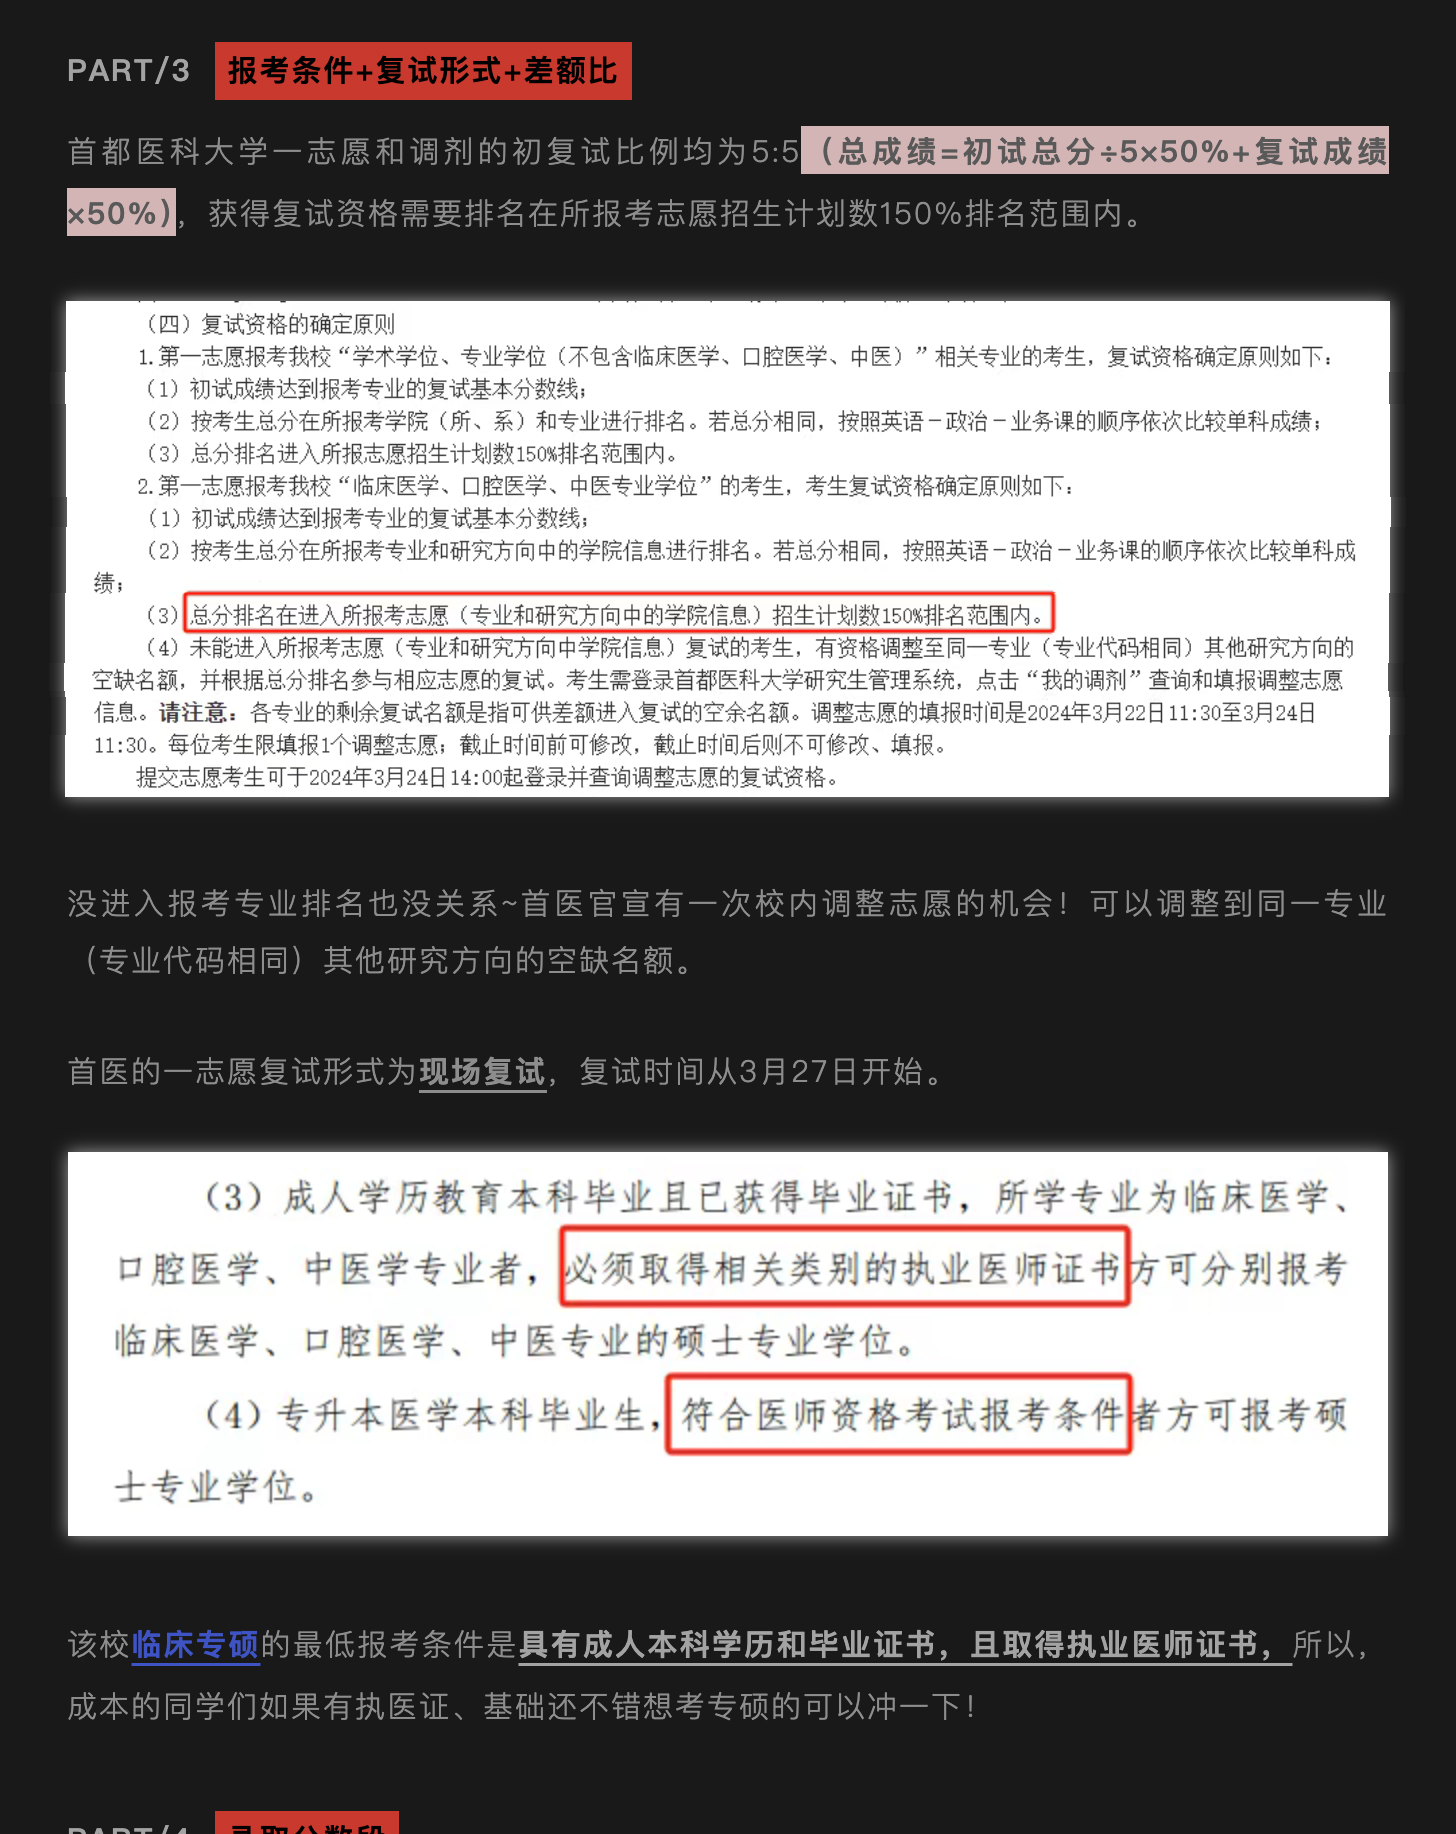 PART/3 报考条件+复试形式+差额比
首都医科大学一志愿和调剂的初复试比例均为5:5（总成绩=初试总分÷5×50%+复试成绩
×50%），获得复试资格需要排名在所报考志愿招生计划数150%排名范围内。
（四）复试资格的确定原则
1.第一志愿报考我校“学术学位、专业学位（不包含临床医学、口腔医学、中医）”相关专业的考生，复试资格确定原则如下：
（1）初试成绩达到报考专业的复试基本分数线；
（2）按考生总分在所报考学院（所、系）和专业进行排名。若总分相同，按照英语－政治－业务课的顺序依次比较单科成绩；
（3）总分排名进入所报志愿招生计划数150%排名范围内。
2.第一志愿报考我校“临床医学、口腔医学、中医专业学位”的考生，考生复试资格确定原则如下：
（1）初试成绩达到报考专业的复试基本分数线；
（2）按考生总分在所报考专业和研究方向中的学院信息进行排名。若总分相同，按照英语－政治－业务课的顺序依次比较单科成
绩；
（3）总分排名在进入所报考志愿（专业和研究方向中的学院信息）招生计划数150%排名范围内。
（4）未能进入所报考志愿（专业和研究方向中学院信息）复试的考生，有资格调整至同一专业（专业代码相同）其他研究方向的
空缺名额，并根据总分排名参与相应志愿的复试。考生需登录首都医科大学研究生管理系统，点击“我的调剂”查询和填报调整志愿
信息。请注意：各专业的剩余复试名额是指可供差额进入复试的空余名额。调整志愿的填报时间是2024年3月22日11:30至3月24日
11:30。每位考生限填报1个调整志愿；截止时间前可修改，截止时间后则不可修改、填报。
提交志愿考生可于2024年3月24日14:00起登录并查询调整志愿的复试资格。
没进入报考专业排名也没关系~首医官宣有一次校内调整志愿的机会！可以调整到同一专业
（专业代码相同）其他研究方向的空缺名额。
首医的一志愿复试形式为现场复试，复试时间从3月27日开始。
（3）成人学历教育本科毕业且已获得毕业证书，所学专业为临床医学、
口腔医学、中医学专业者，必须取得相关类别的执业医师证书方可分别报考
临床医学、口腔医学、中医专业的硕士专业学位。
（4）专升本医学本科毕业生，符合医师资格考试报考条件者方可报考硕
士专业学位。
该校临床专硕的最低报考条件是具有成人本科学历和毕业证书，且取得执业医师证书，所以，
成本的同学们如果有执医证、基础还不错想考专硕的可以冲一下！
PART/4 录取分数段